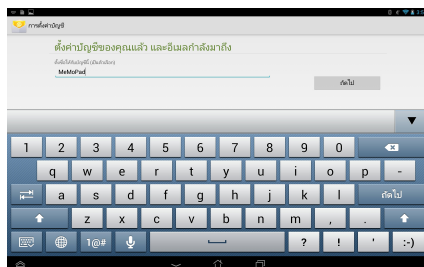 การตั้งค่าบัญชี
ตั้งค่าบัญชีของคุณแล้ว และอีเมลกำลังมาถึง
MeMoPad
ถัดไป
1 2 3 4 5 6 7 8 9 0
q w e r t y u i o p -
a s d f g h j k l ถัดไป
z x c v b n m , .
1@# ? ! ' :-)